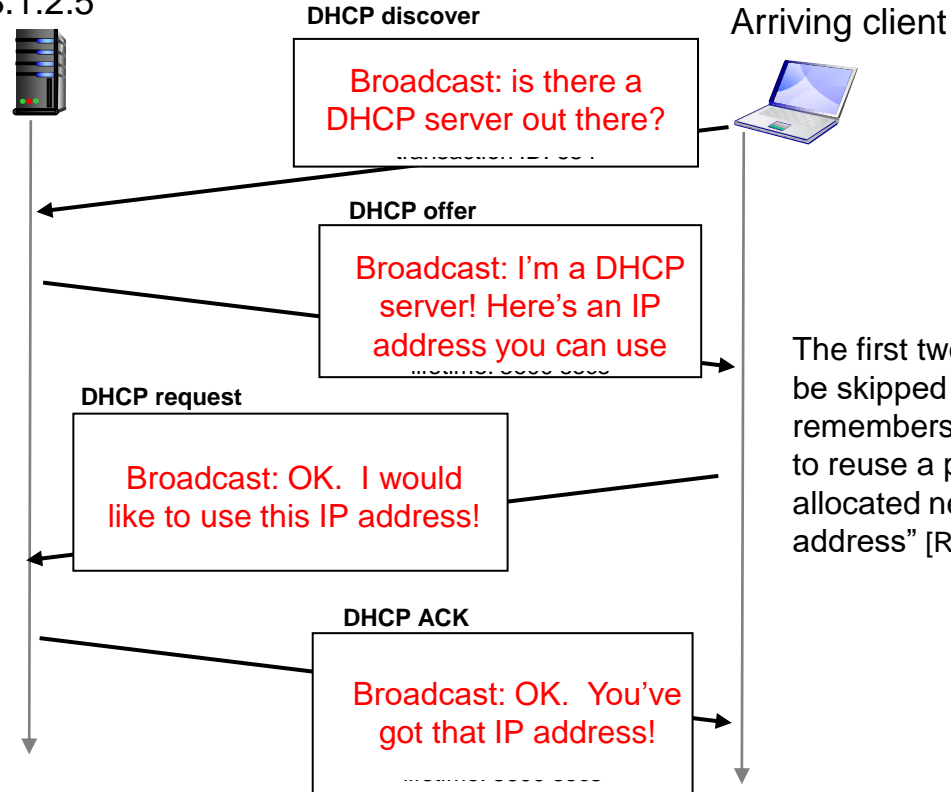 DHCP discover
Arriving client
Broadcast: is there a
DHCP server out there?
DHCP offer
Broadcast: I'm a DHCP
server! Here's an IP
address you can use
The first
be skipped
remembers
to reuse a
allocated
address"
DHCP request
Broadcast: OK. I would
like to use this IP address!
DHCP ACK
Broadcast: OK. You've
got that IP address!